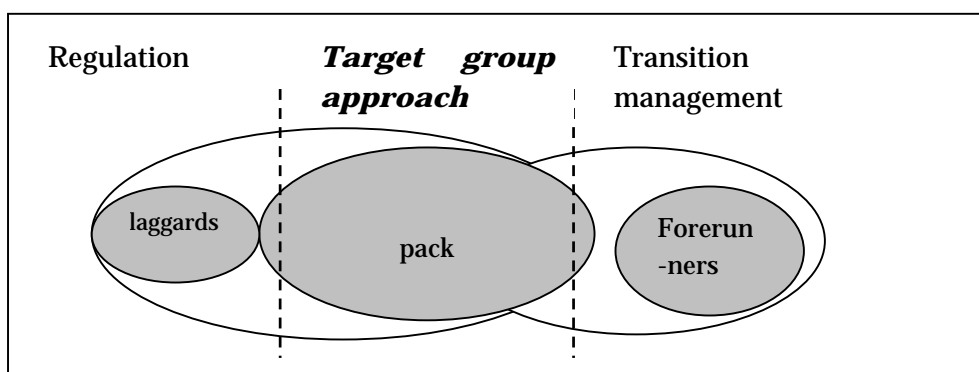 Regulation
Target group
approach
Transition
management
laggards
pack
Forerun
-ners